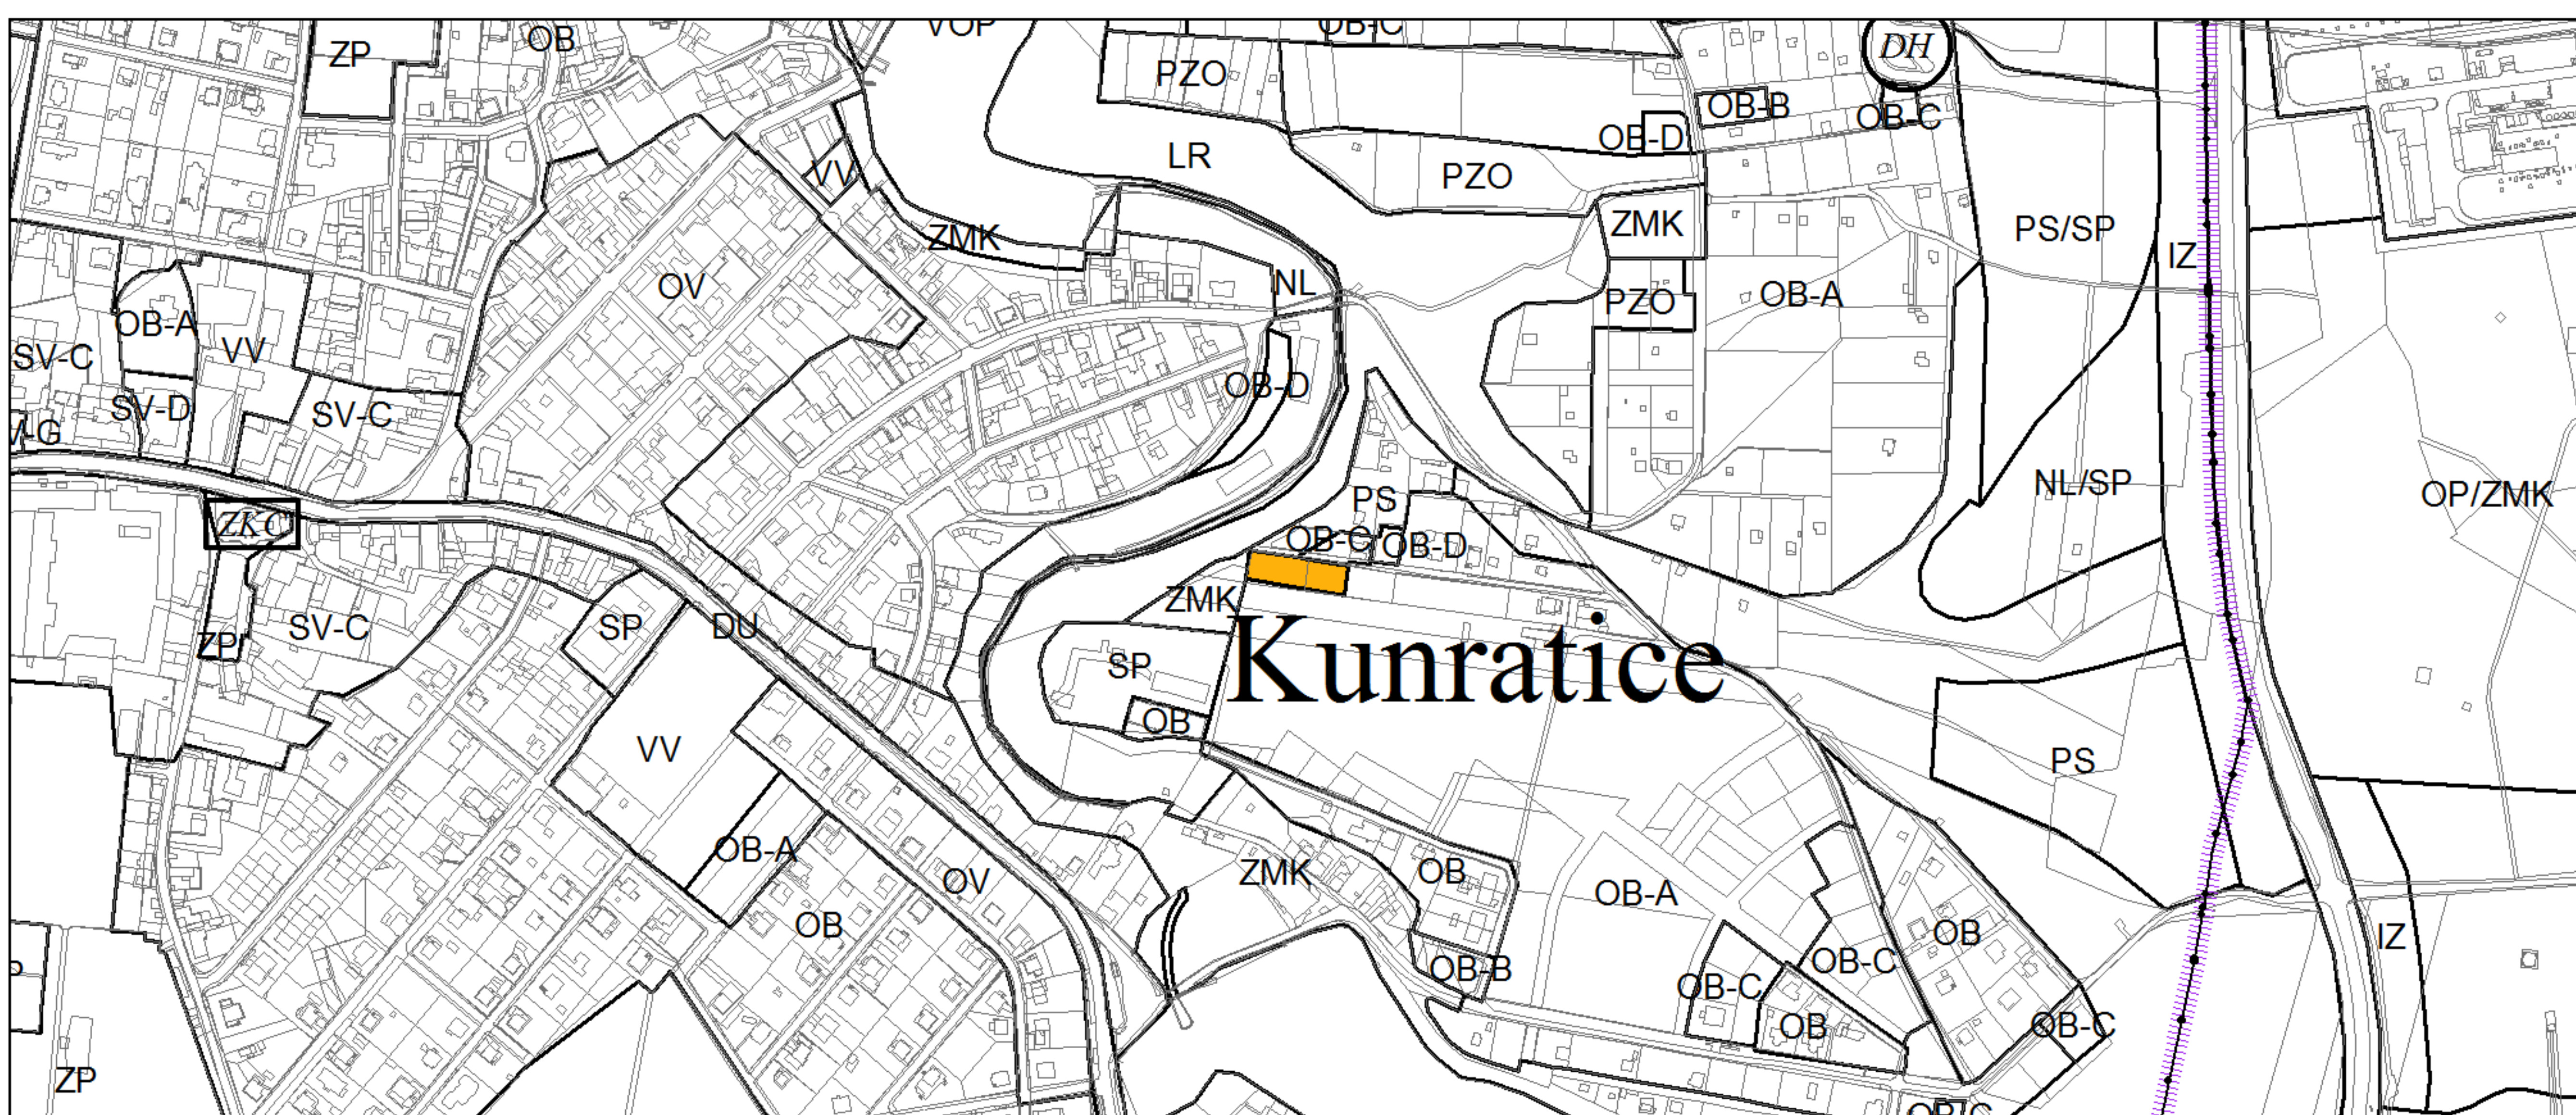 VOP
OB-C
ZP
OB
DH
PZO
OB-B
OB-C
OB-D
LR
PZO
VV
ZMK
ZMK
PS/SP
IZ
OV
NL
PZO
OB-A
OB-A
VV
SV-C
OB-D
SV-D
SV-C
V-G
NL/SP
OP/ZMK
PS
ZKC
OB-C
OB-D
ZMK
SV-C
SP
DU
ZP
Kunratice
SP
OB
VV
PS
OB-A
ZMK
OB
OV
OB-A
OB
OB
IZ
OB-C
OB-B
OB-C
OB
OB-C
ZP
OB-C